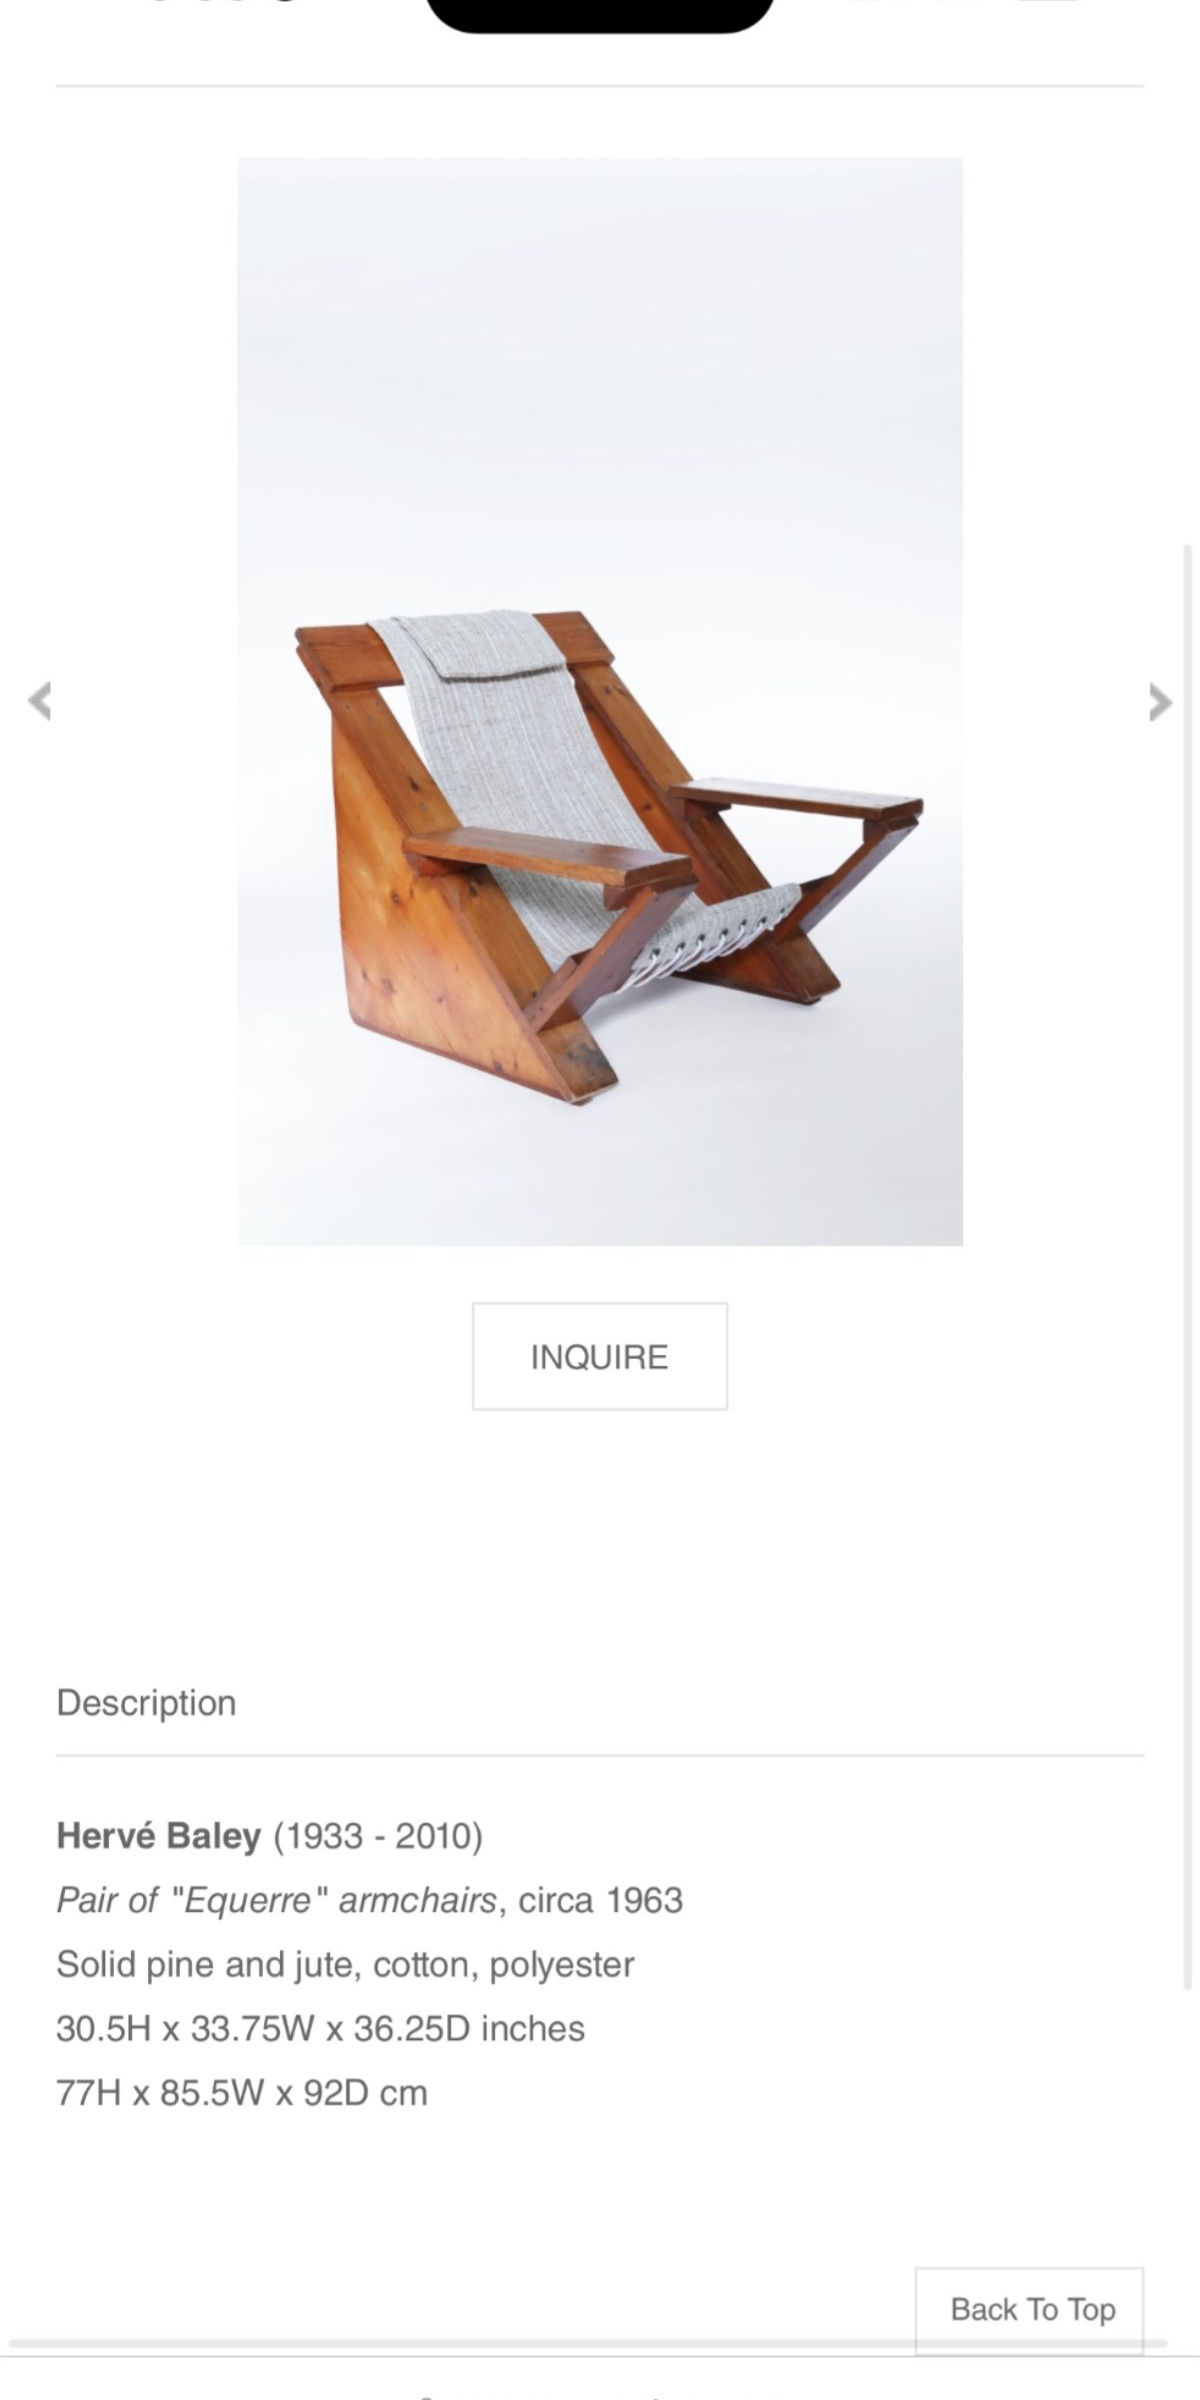 INQUIRE
Description
Hervé Baley (1933 - 2010)
Pair of "Equerre" armchairs, circa 1963
Solid pine and jute, cotton, polyester
30.5H x 33.75W x 36.25D inches
77H x 85.5W x 92D cm
Back To Top